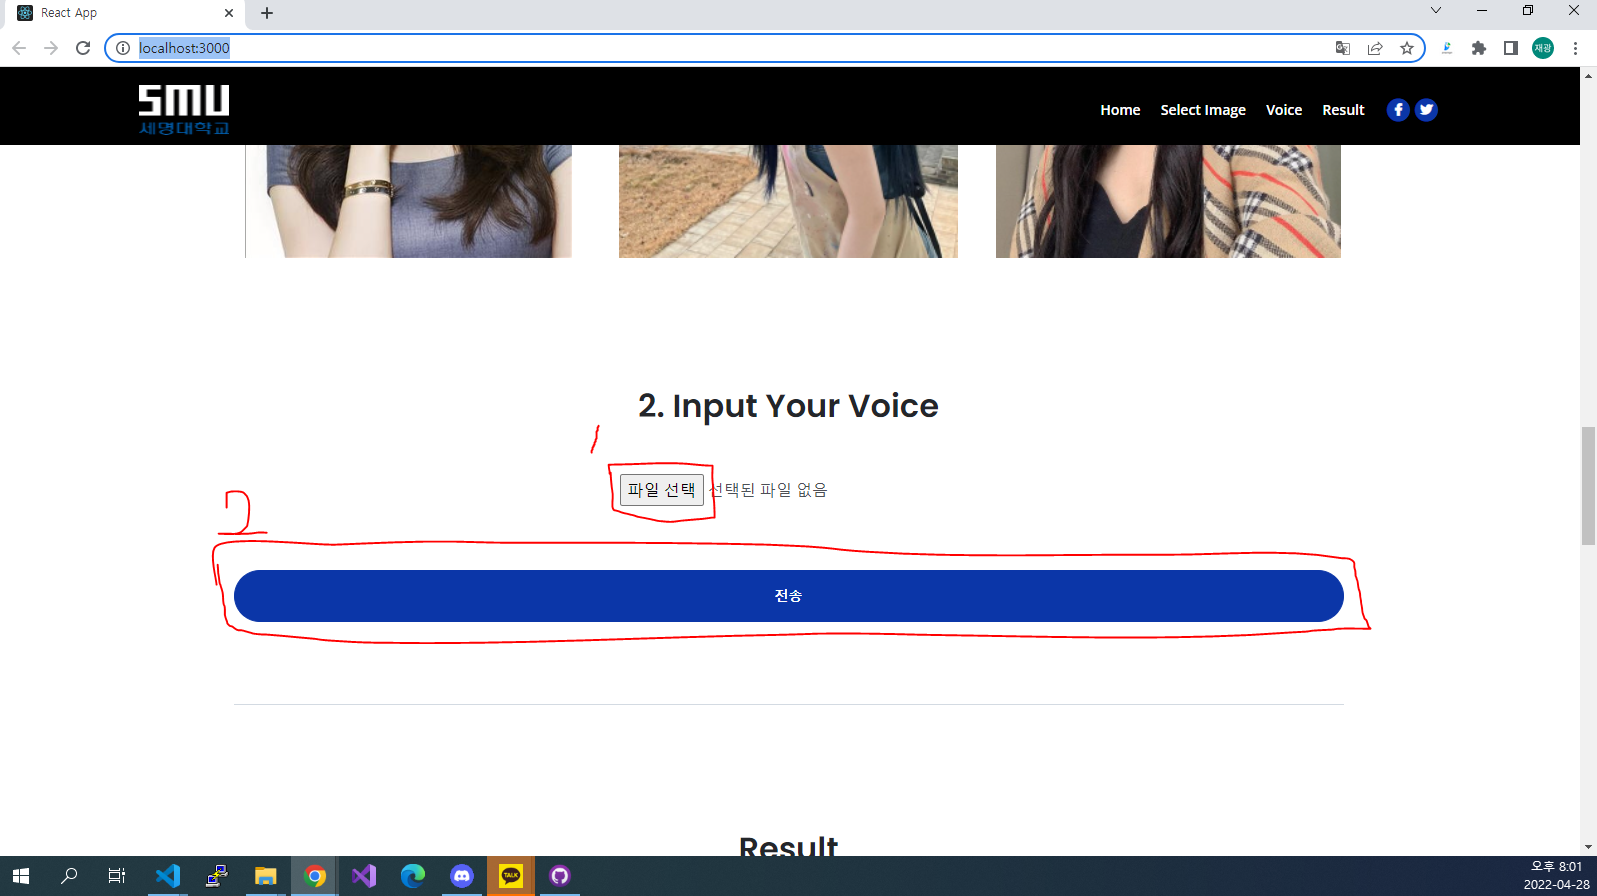 React App
localhost:3000
재광
SMU
세명대학교
Home Select Image Voice Result
2. Input Your Voice
1
파일 선택 선택된 파일 없음
2
전송
Result
TALK
오후 8:01
2022-04-28